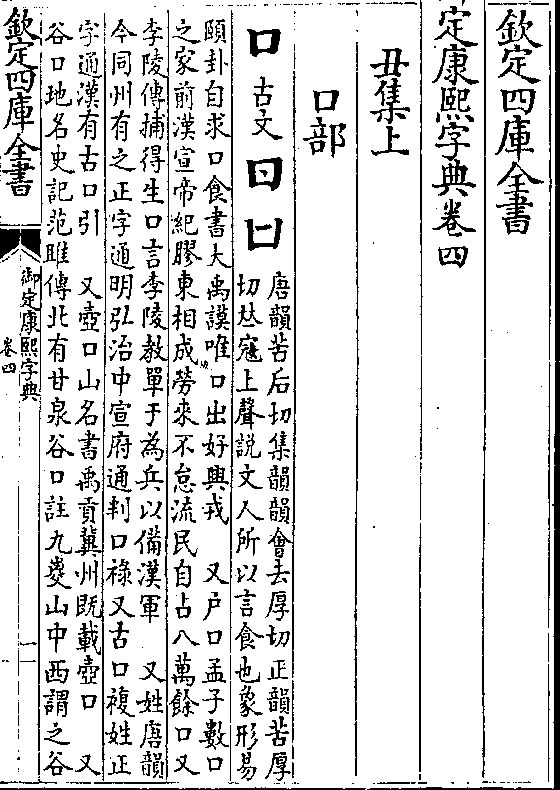 欽定四庫全書
定康熙字典卷四
丑集上
口部
口 古文 𠙵 𠙵
唐韻苦后切集韻韻會去厚切正韻苦厚
切𠀤寇上聲說文人所以言食也象形易
頤卦自求口食書大禹謨唯口出好興戎 又戶口孟子數口
之家前漢宣帝紀膠東相成勞來不怠流民自占八萬餘口又
李陵傳捕得生口言李陵教單于為兵以備漢軍 又姓唐韻
今同州有之正字通明弘治中宣府通判口祿又古口複姓正
字通漢有古口引 又壺口山名書禹貢冀州既載壺口 又
谷口地名史記范雎傳北有甘泉谷口註九嵏山中西謂之谷
欽定四庫全書
御定康熙字典
卷四
一